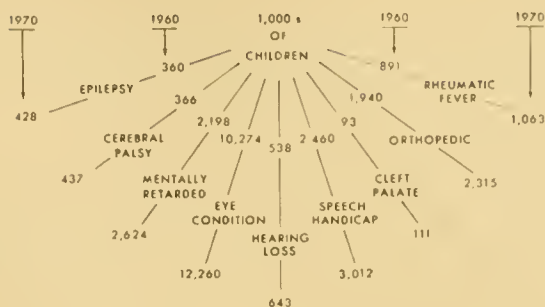 1970
1960
1,000 s
OF
CHILDREN
1960
1970
360
891
EPILEPSY
RHEUMATIC
FEVER
428
366
1,940
1,063
2,198
93
CEREBRAL
PALSY
10,274
538
2 460
ORTHOPEDIC
437
MENTALLY
RETARDED
CLEFT
PALATE
2,315
EYE
CONDITION
SPEECH
HANDICAP
2,624
HEARING
LOSS
111
12,260
3,012
643